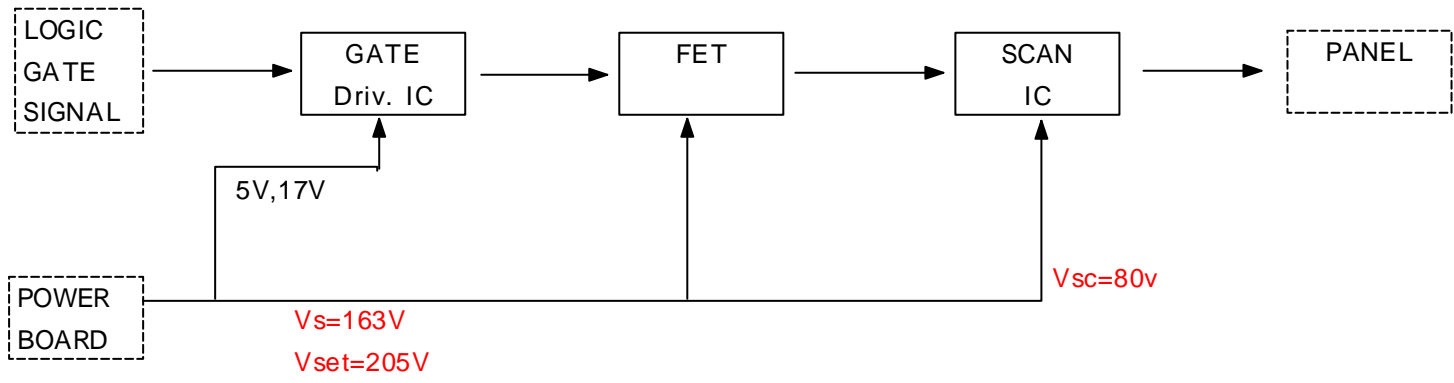 LOGIC
GATE
SIGNAL
GATE
Driv. IC
FET
SCAN
IC
PANEL
5V,17V
POWER
BOARD
Vs=163V
Vset=205V
Vsc=80v